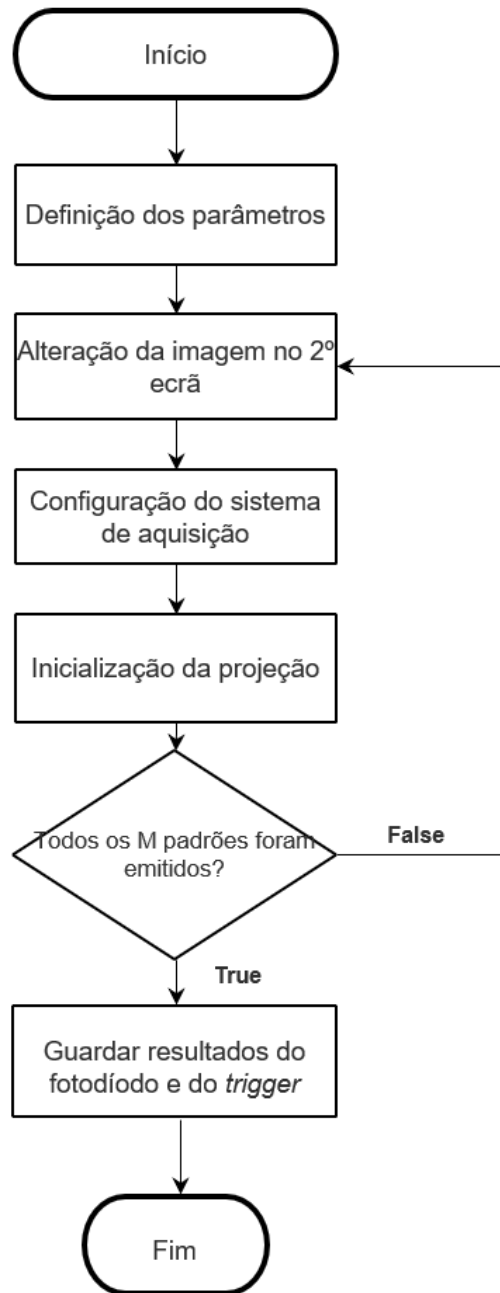 Início
Definição dos parâmetros
Alteração da imagem no 2º
ecrã
Configuração do sistema
de aquisição
Inicialização da projeção
Todos os M padrões foram
emitidos?
False
True
Guardar resultados do
fotodíodo e do trigger
Fim